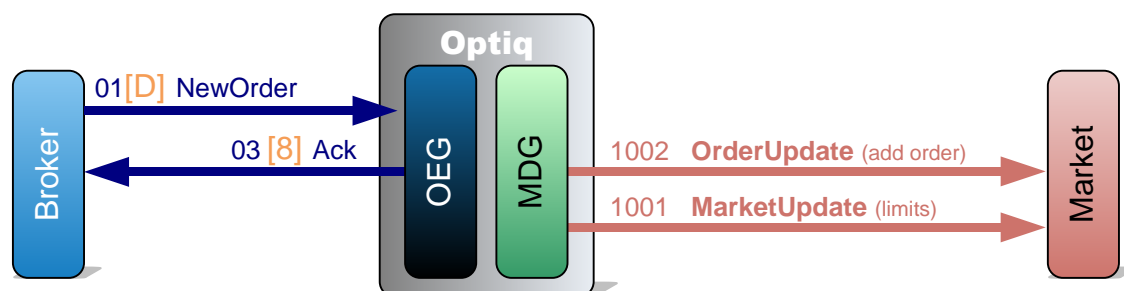 Optiq
Broker
01[D] NewOrder
03 [8] Ack
OEG
MDG
1002 OrderUpdate (add order)
1001 MarketUpdate (limits)
Market